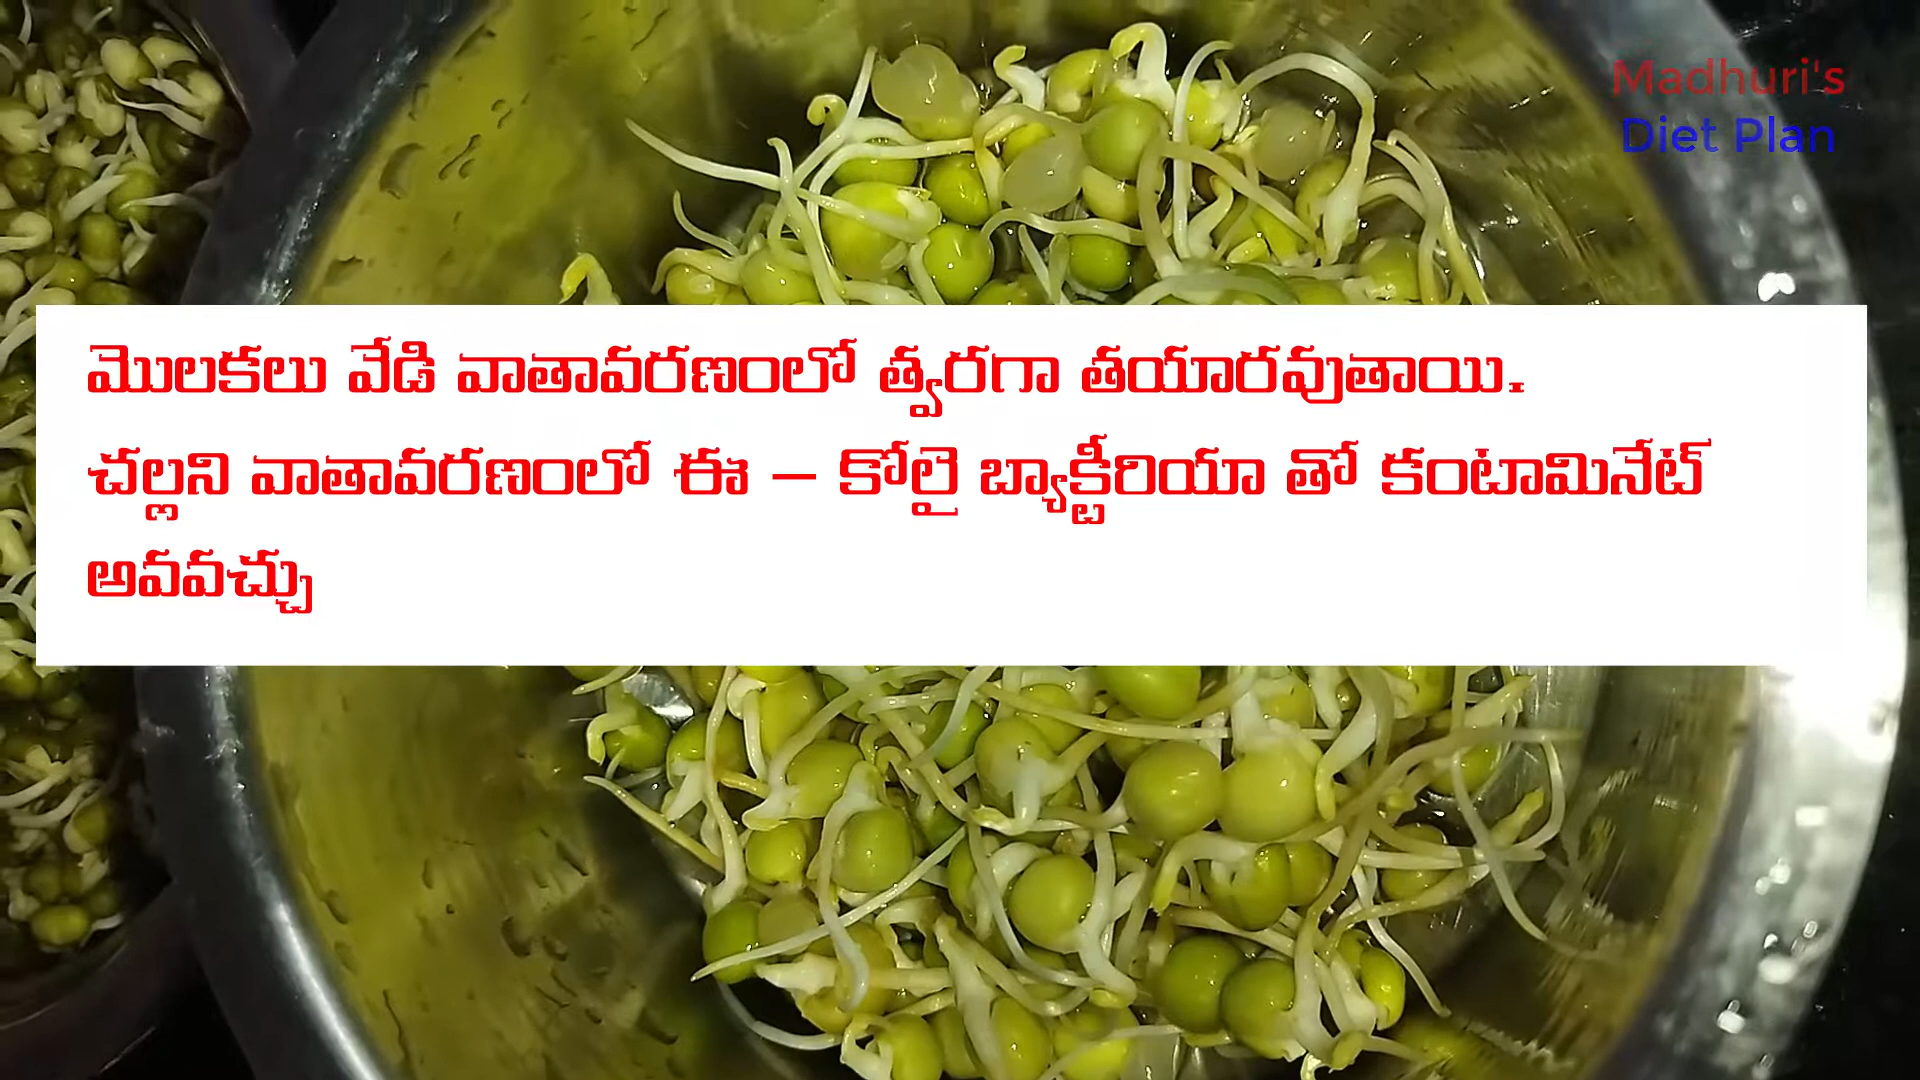 Madhuri's
Diet Plan
మొలకలు వేడి వాతావరణంలో త్వరగా తయారవుతాయి.
చల్లని వాతావరణంలో ఈ – కోలై బ్యాక్టీరియా తో కంటామినేట్
అవవచ్చు